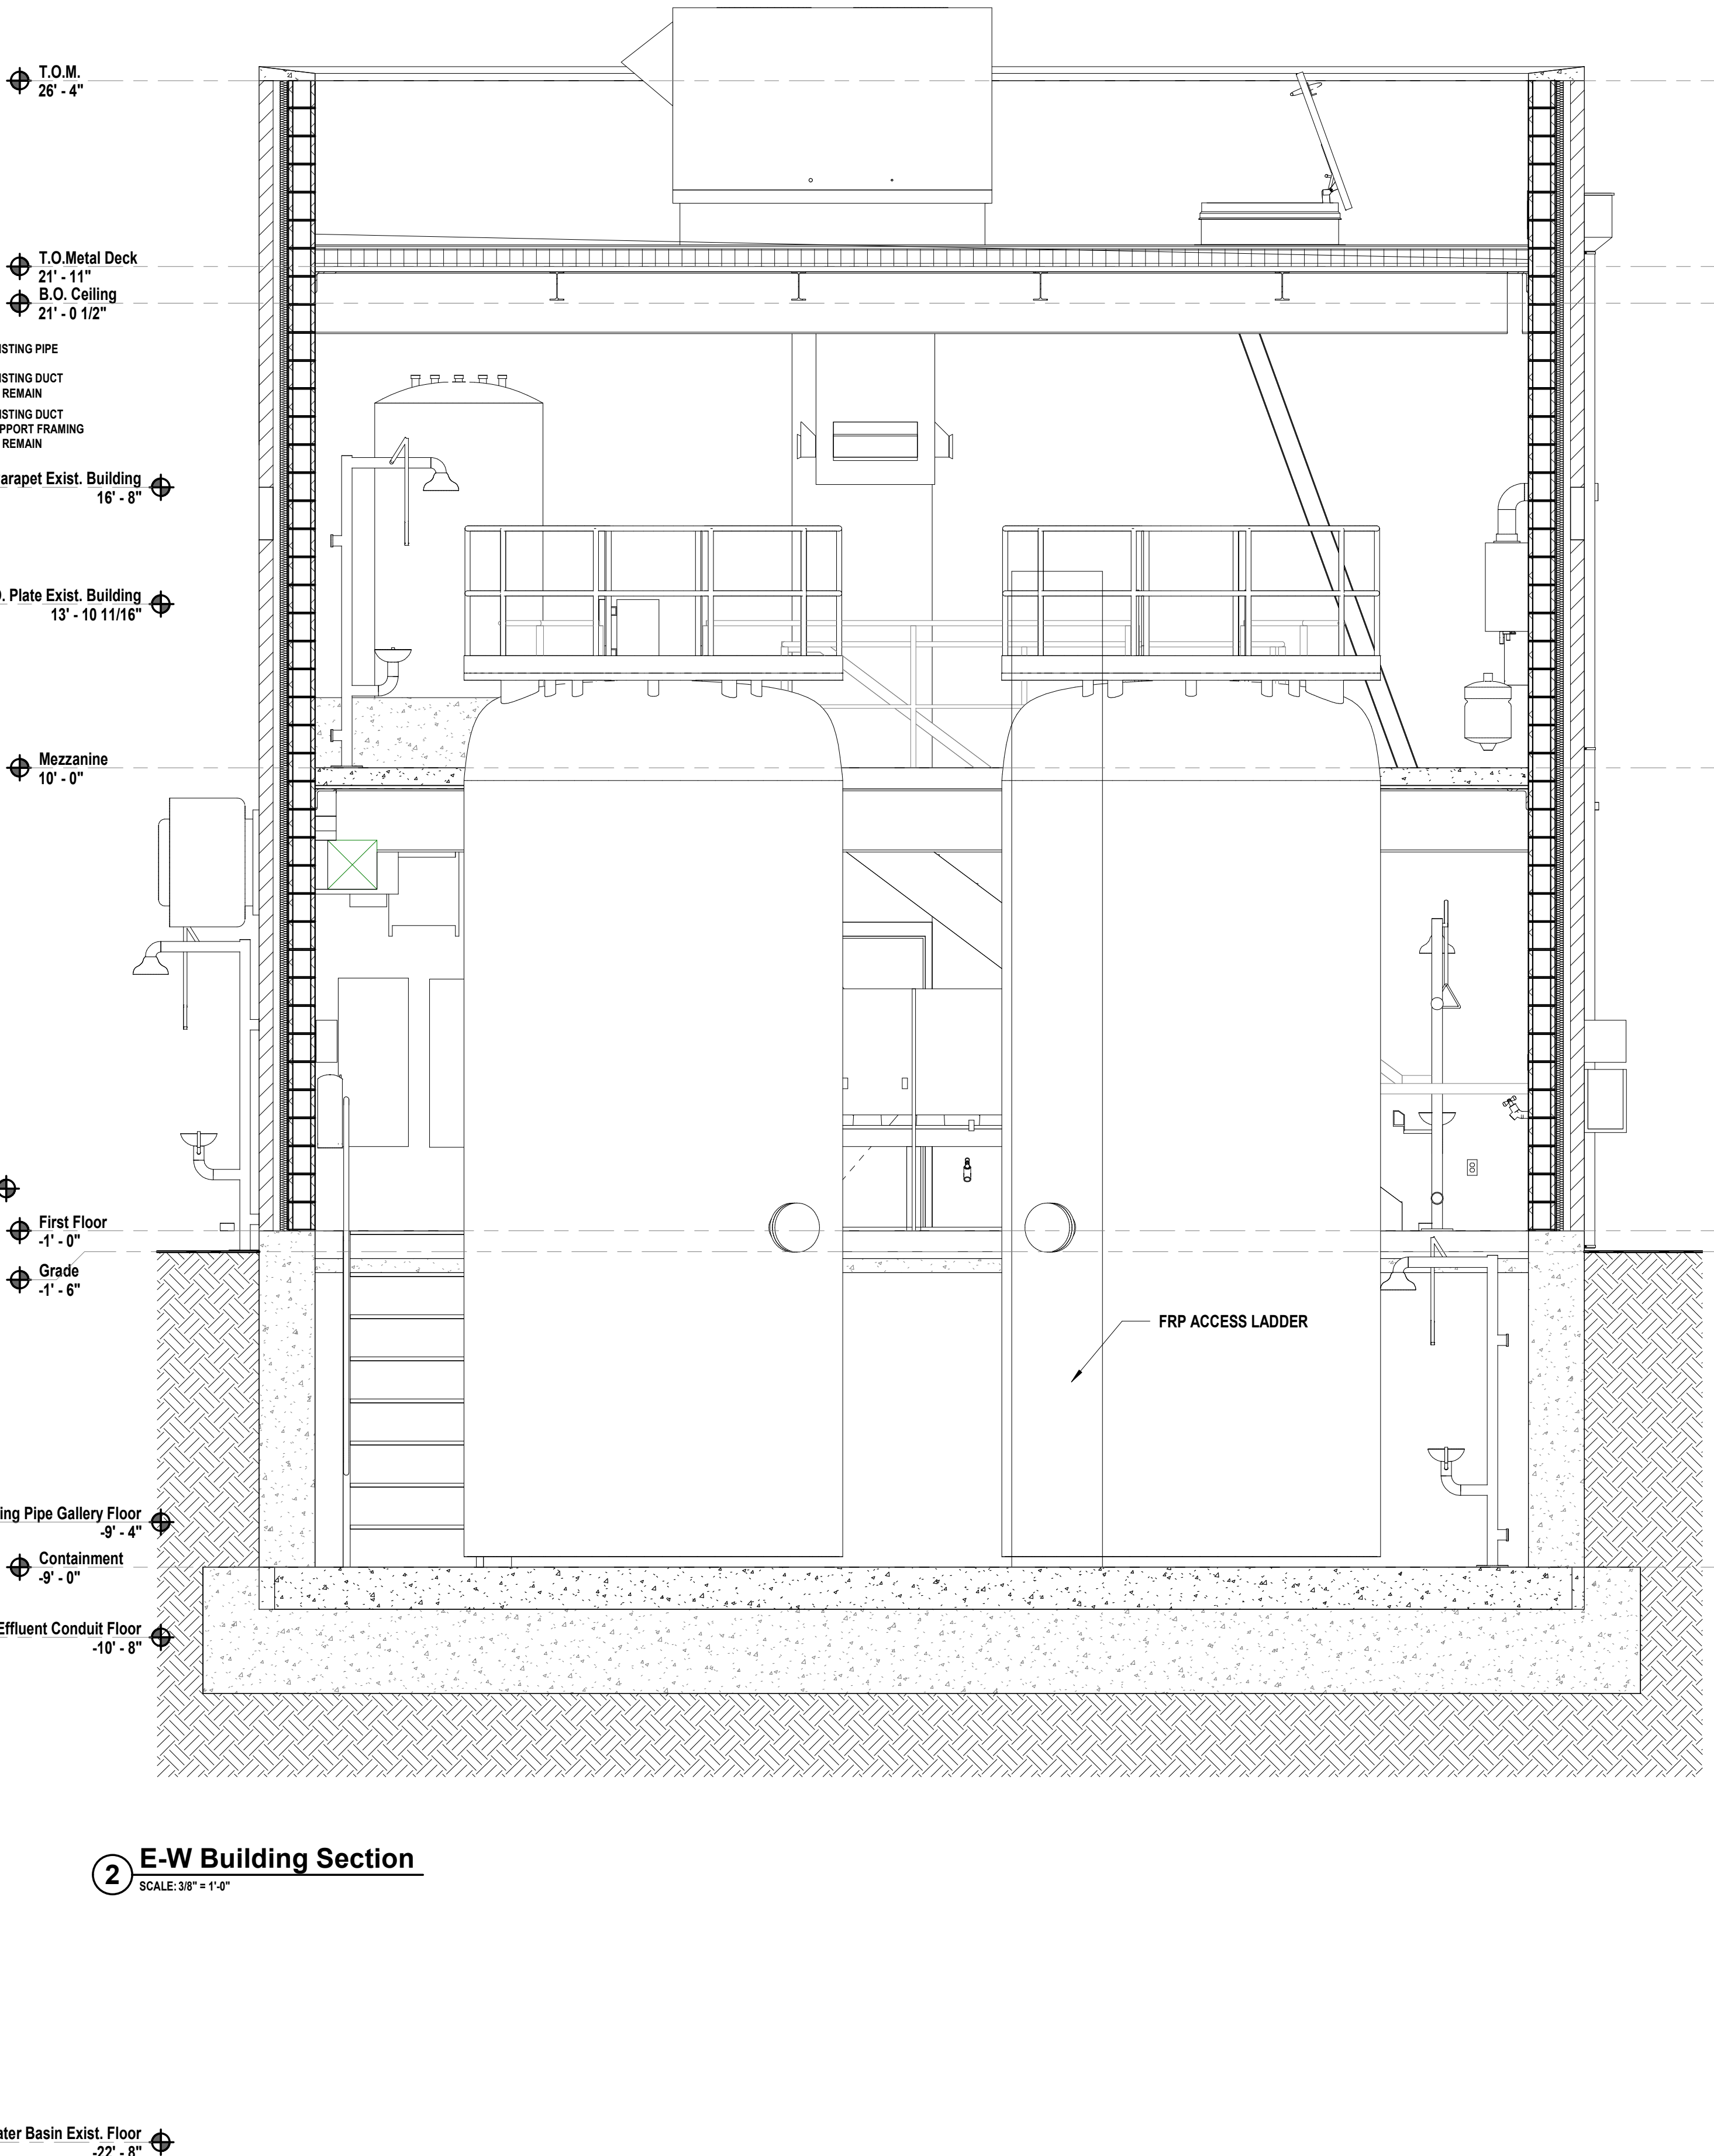 T.O.M.
26' - 4"
T.O.Metal Deck
21' - 11"
B.O. Ceiling
21' - 0 1/2"
ISTING PIPE
ISTING DUCT
REMAIN
ISTING DUCT
PPORT FRAMING
REMAIN
arapet Exist. Building
16' - 8"
. Plate Exist. Building
13' - 10 11/16"
Mezzanine
10' - 0"
First Floor
-1' - 0"
Grade
-1' - 6"
FRP ACCESS LADDER
ing Pipe Gallery Floor
-9' - 4"
Containment
-9' - 0"
Effluent Conduit Floor
-10' - 8"
2
E-W Building Section
SCALE: 3/8" = 1'-0"
ater Basin Exist. Floor
-22' - 8"